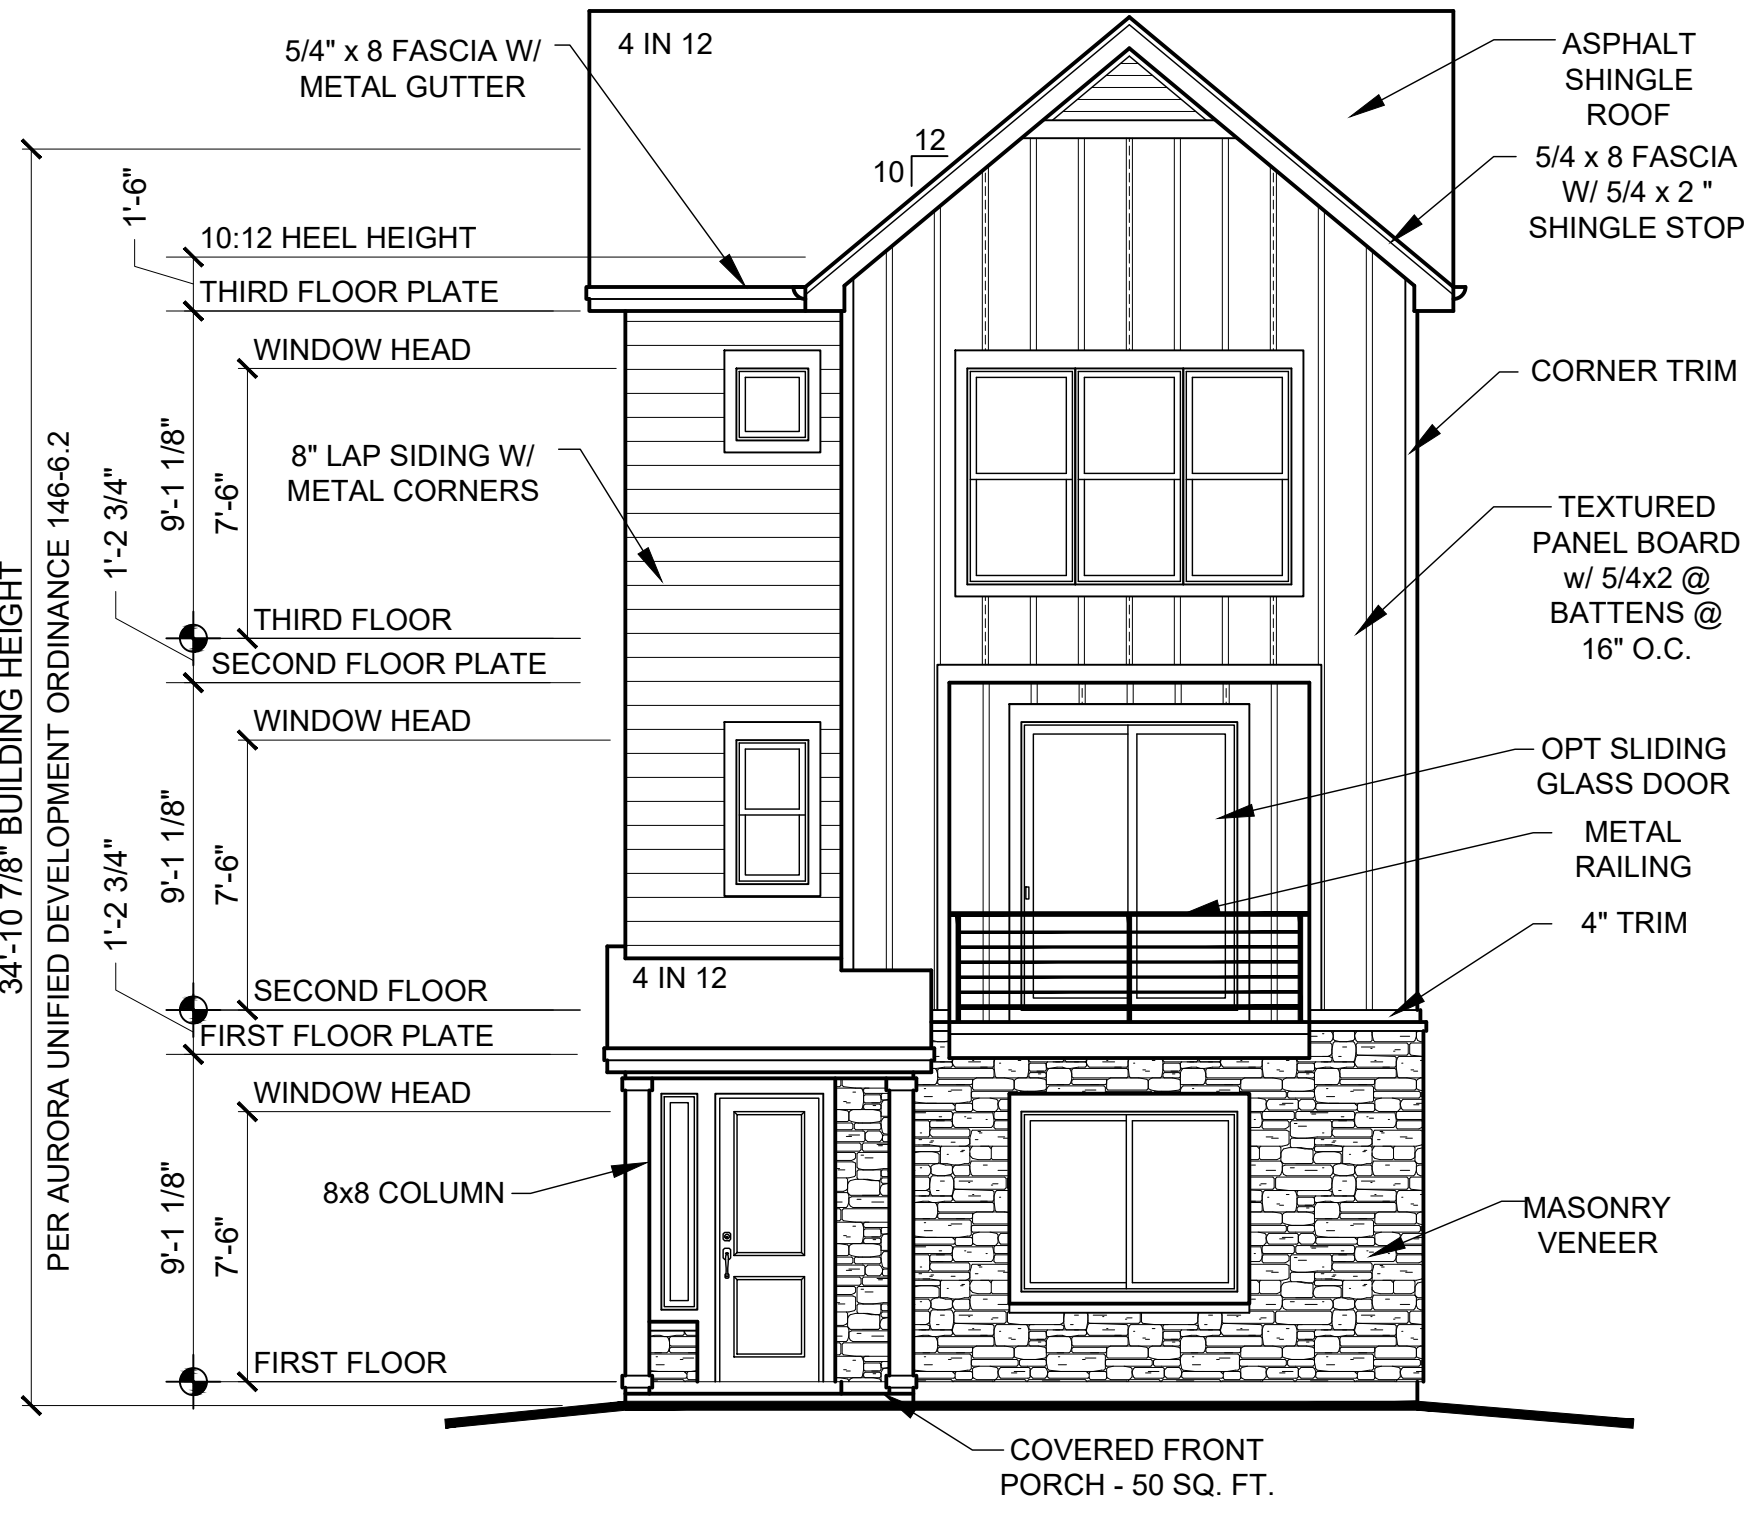 5/4" x 8 FASCIA W/
METAL GUTTER
4 IN 12
ASPHALT
SHINGLE
ROOF
12
10
5/4 x 8 FASCIA
W/ 5/4 x 2 "
SHINGLE STOP
1'-6"
10:12 HEEL HEIGHT
THIRD FLOOR PLATE
WINDOW HEAD
CORNER TRIM
8" LAP SIDING W/
METAL CORNERS
9'-1 1/8"
7'-6"
1'-2 3/4"
TEXTURED
PANEL BOARD
w/ 5/4x2 @
BATTENS @
16" O.C.
34'-10 7/8" BUILDING HEIGHT
PER AURORA UNIFIED DEVELOPMENT ORDINANCE 146-6.2
THIRD FLOOR
SECOND FLOOR PLATE
WINDOW HEAD
OPT SLIDING
GLASS DOOR
METAL
RAILING
9'-1 1/8"
7'-6"
1'-2 3/4"
4" TRIM
4 IN 12
SECOND FLOOR
FIRST FLOOR PLATE
WINDOW HEAD
8x8 COLUMN
9'-1 1/8"
7'-6"
MASONRY
VENEER
FIRST FLOOR
COVERED FRONT
PORCH - 50 SQ. FT.